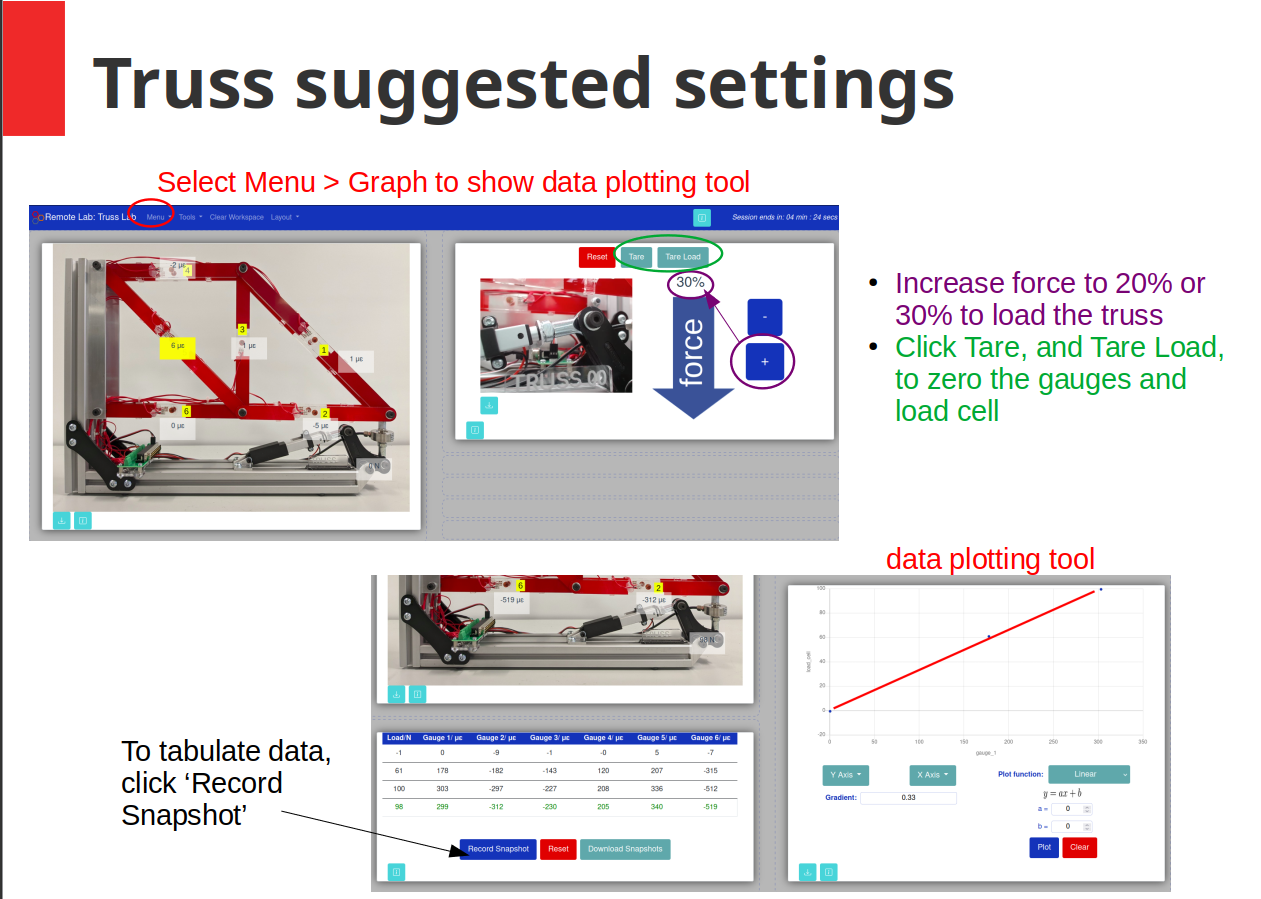 Truss suggested settings
Select Menu > Graph to show data plotting tool
Remote Lab: Truss Lab Menu Tools Clear Workspace Layout Session ends in: 04 min : 24 secs
-2 με
4
3
6 με
1 με
1
1 με
6
2
0 με
-5 με
0 N
Reset Tare Tare Load
30%
force
-
+
TRUSS 00
• Increase force to 20% or
30% to load the truss
• Click Tare, and Tare Load,
to zero the gauges and
load cell
data plotting tool
6
2
-519 με
-312 με
98 N
Load/N Gauge 1/ με Gauge 2/ με Gauge 3/ με Gauge 4/ με Gauge 5/ με Gauge 6/ με
-1 0 -9 -1 -0 5 -7
61 178 -182 -143 120 207 -315
100 303 -297 -227 208 336 -512
98 299 -312 -230 205 340 -519
Record Snapshot Reset Download Snapshots
To tabulate data,
click ‘Record
Snapshot’
100
80
60
40
20
0
-20
load_cell
0 50 100 150 200 250 300 350
gauge_1
Y Axis X Axis Plot function: Linear
y = ax + b
Gradient: 0.33
a = 0
b = 0
Plot Clear